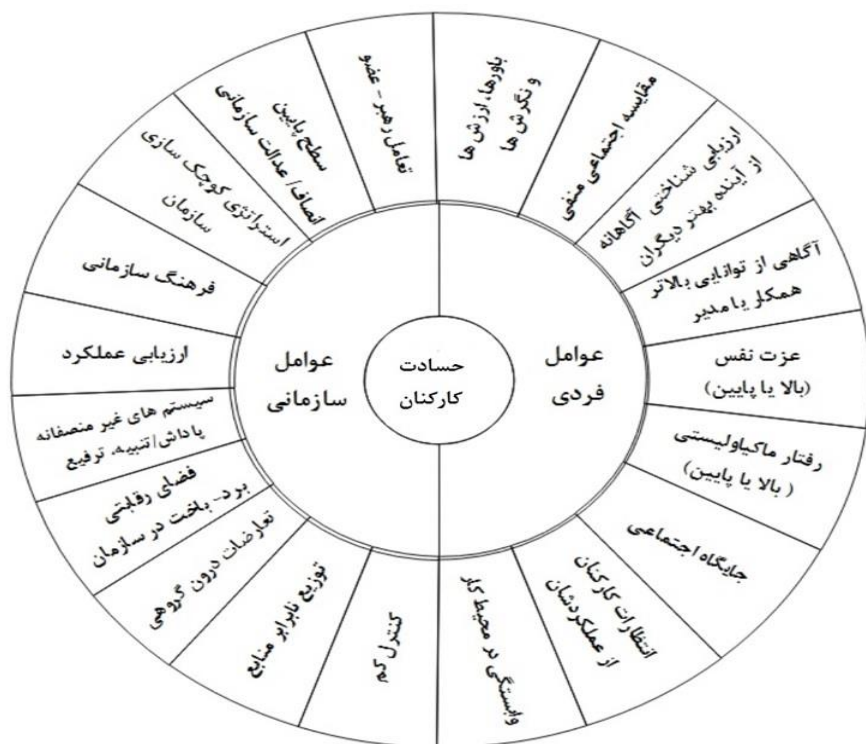 حسادت
کارکنان
عوامل
فردی
عوامل
سازمانی
باورها، ارزش ها
و نگرش ها
مقایسه اجتماعی منفی
ارزیابی شناختی آگاهانه
از آینده بهتر دیگران
آگاهی از توانایی بالاتر
همکار یا مدیر
عزت نفس
(بالا یا پایین)
رفتار ماکیاولیستی
(بالا یا پایین )
جایگاه اجتماعی
انتظارات کارکنان
از عملکردشان
وابستگی در محیط کار
کنترل کم
توزیع نابرابر منابع
تعارضات درون گروهی
فضای رقابتی
برد- باخت در سازمان
سیستم های غیر منصفانه
پاداش/تنبیه، ترفیع
ارزیابی عملکرد
فرهنگ سازمانی
استراتژی کوچک سازی
سازمان
سطح پایین
انصاف/ عدالت سازمانی
تعامل رهبر - عضو